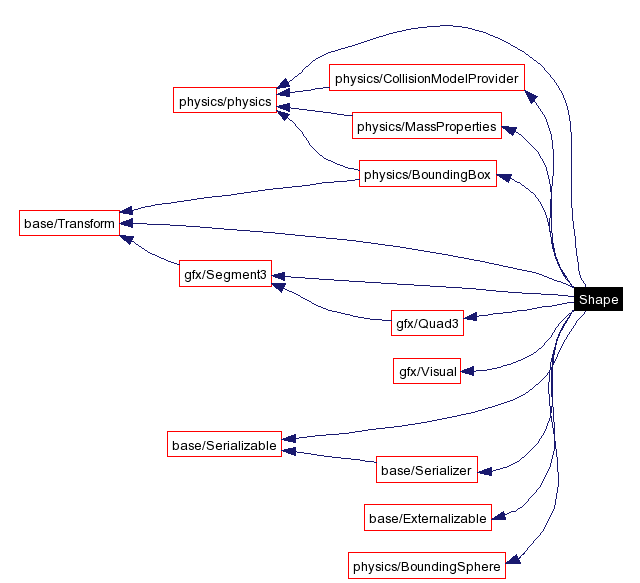 physics/CollisionModelProvider
physics/physics
physics/MassProperties
physics/BoundingBox
base/Transform
gfx/Segment3
Shape
gfx/Quad3
gfx/Visual
base/Serializable
base/Serializer
base/Externalizable
physics/BoundingSphere